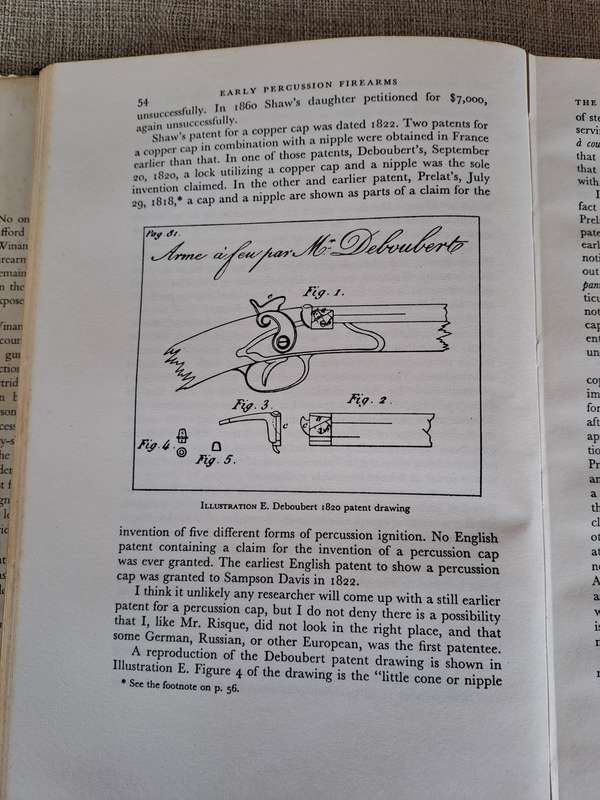 54
EARLY PERCUSSION FIREARMS
unsuccessfully. In 1860 Shaw's daughter petitioned for $7,000,
again unsuccessfully.
Shaw's patent for a copper cap was dated 1822. Two patents for
a copper cap in combination with a nipple were obtained in France
earlier than that. In one of those patents, Deboubert's, September
20, 1820, a lock utilizing a copper cap and a nipple was the sole
invention claimed. In the other and earlier patent, Prelat's, July
29, 1818,* a cap and a nipple are shown as parts of a claim for the
Pag. 81.
Arme à feu par Mr. Deboubert
Fig. 1.
Fig. 3
Fig. 2.
c
c
Fig. 4
Fig. 5.
ILLUSTRATION E. Deboubert 1820 patent drawing
invention of five different forms of percussion ignition. No English
patent containing a claim for the invention of a percussion cap
was ever granted. The earliest English patent to show a percussion
cap was granted to Sampson Davis in 1822.
I think it unlikely any researcher will come up with a still earlier
patent for a percussion cap, but I do not deny there is a possibility
that I, like Mr. Risque, did not look in the right place, and that
some German, Russian, or other European, was the first patentee.
A reproduction of the Deboubert patent drawing is shown in
Illustration E. Figure 4 of the drawing is the "little cone or nipple
* See the footnote on p. 56.